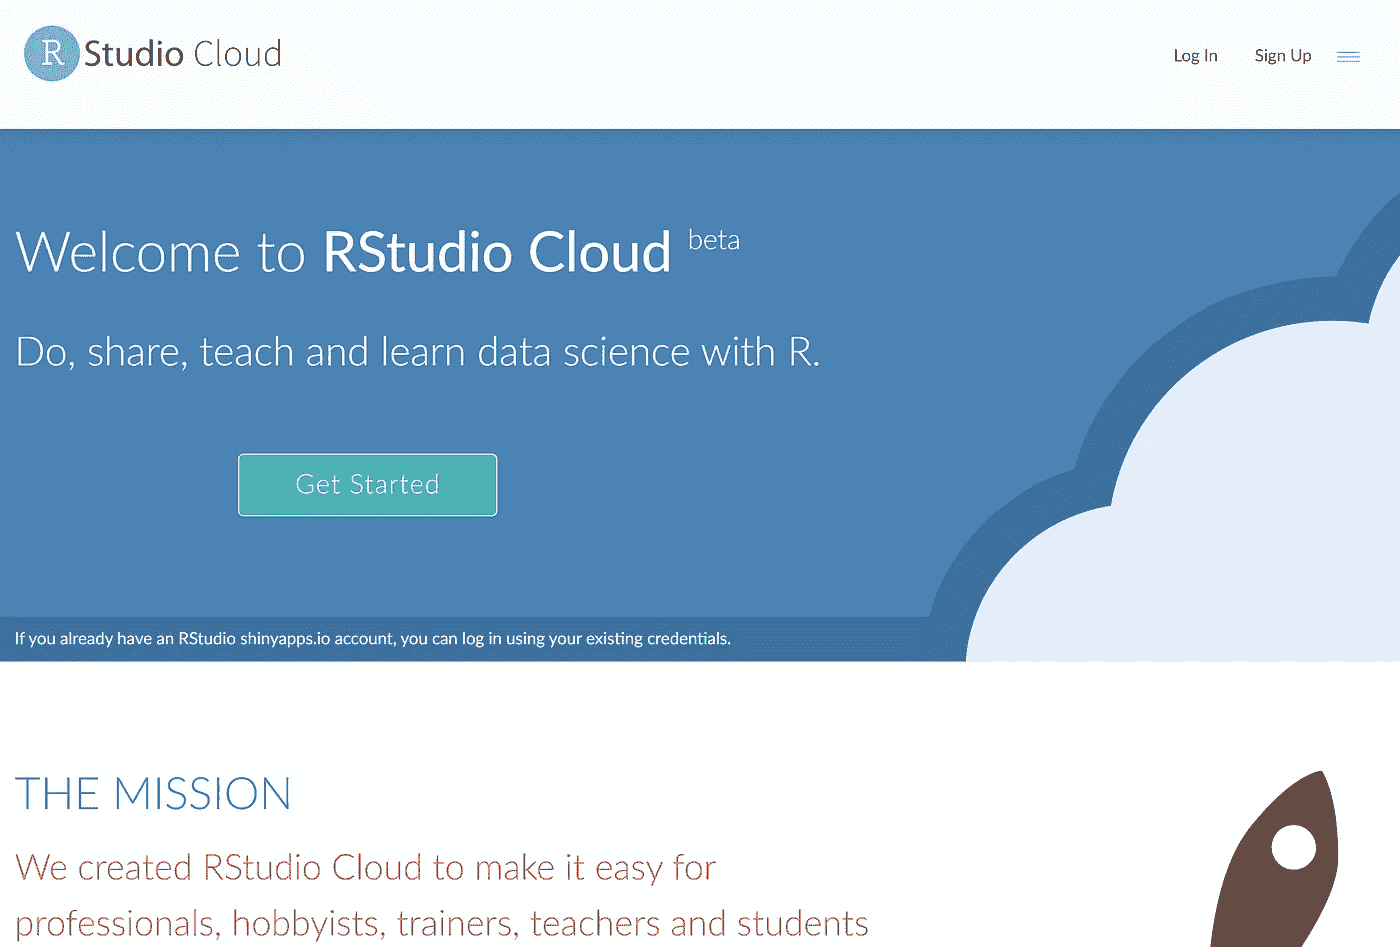 R Studio Cloud
Log In Sign Up
Welcome to RStudio Cloud beta
Do, share, teach and learn data science with R.
Get Started
If you already have an RStudio shinyapps.io account, you can log in using your existing credentials.
THE MISSION
We created RStudio Cloud to make it easy for
professionals, hobbyists, trainers, teachers and students